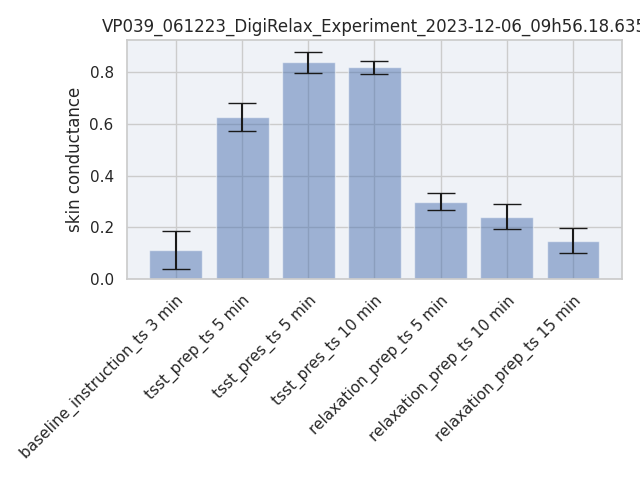 VP039_061223_DigiRelax_Experiment_2023-12-06_09h56.18.635
skin conductance
0.8
0.6
0.4
0.2
0.0
baseline_instruction_ts 3 min
tsst_prep_ts 5 min
tsst_pres_ts 5 min
tsst_pres_ts 10 min
relaxation_prep_ts 5 min
relaxation_prep_ts 10 min
relaxation_prep_ts 15 min